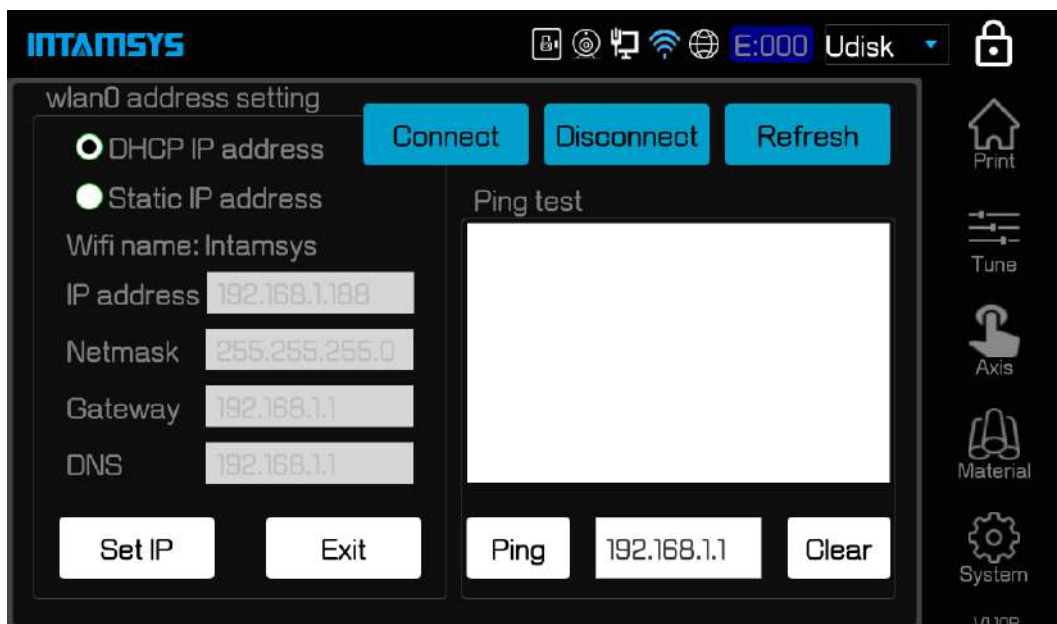 INTAMSYS
E:000 Udisk
wlan0 address setting
Connect Disconnect Refresh
DHCP IP address
Static IP address
Wifi name: Intamsys
IP address 192.168.1.188
Netmask 255.255.255.0
Gateway 192.168.1.1
DNS 192.168.1.1
Set IP Exit
Ping test
Ping 192.168.1.1 Clear
Print
Tune
Axis
Material
System